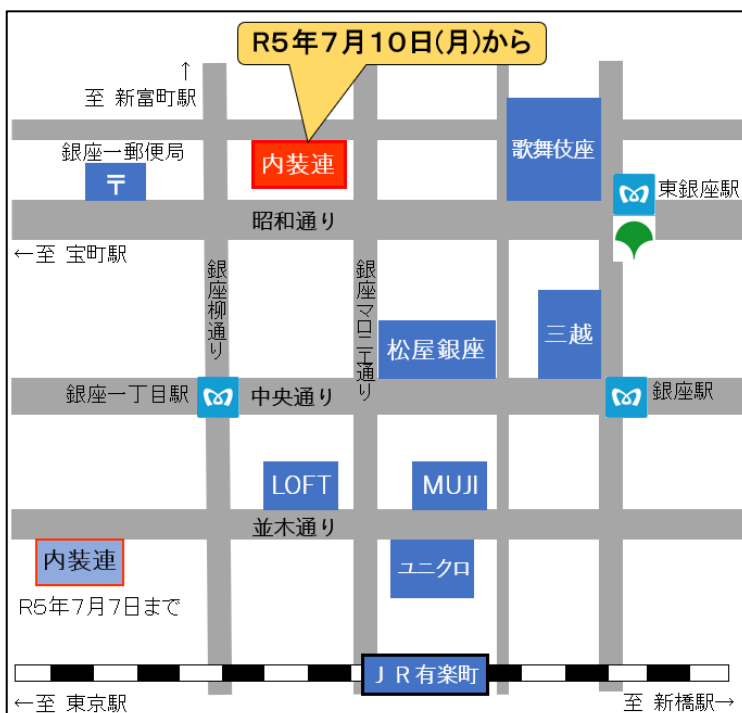 R5年7月10日(月)から
↑
至 新富町駅
銀座一郵便局
〒
内装連
歌舞伎座
東銀座駅
昭和通り
←至 宝町駅
銀座柳通り
銀座マロニエ通り
松屋銀座
三越
銀座一丁目駅
中央通り
銀座駅
LOFT
MUJI
並木通り
内装連
ユニクロ
R5年7月7日まで
JR有楽町
←至 東京駅
至 新橋駅→